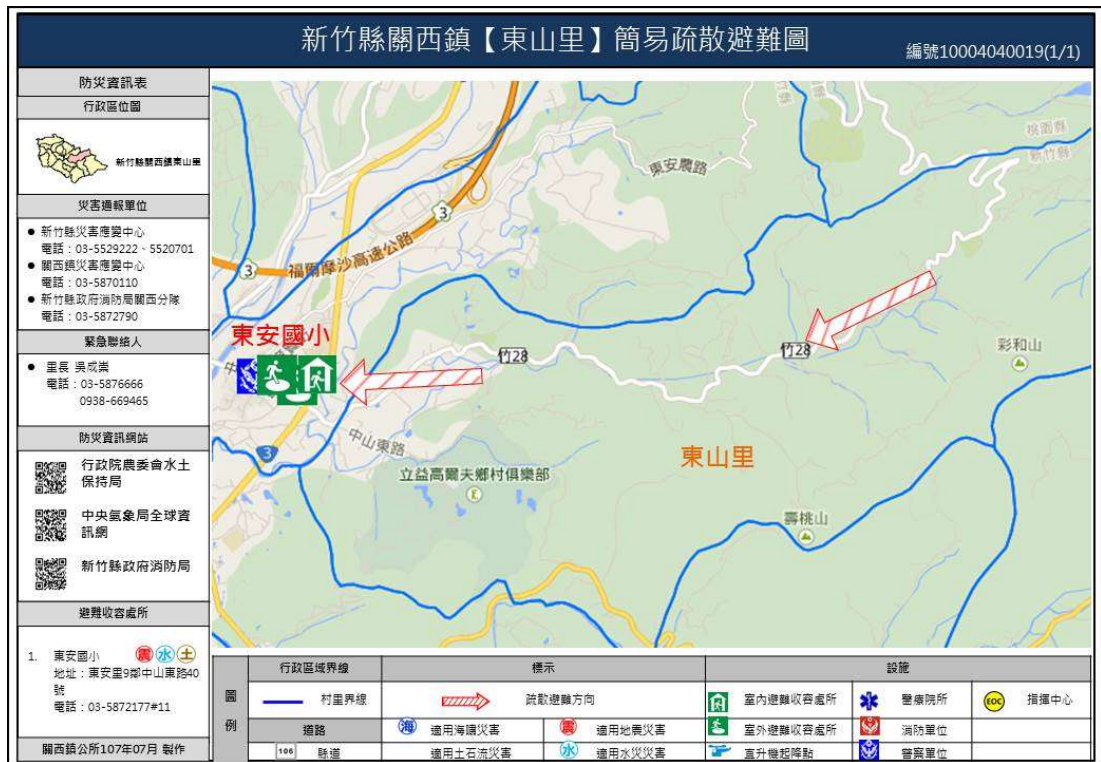 新竹縣關西鎮【東山里】簡易疏散避難圖
編號10004040019(1/1)
防災資訊表
行政區位圖
新竹縣關西鎮東山里
災害通報單位
● 新竹縣災害應變中心
電話：03-5529222、5520701
● 關西鎮災害應變中心
電話：03-5870110
● 新竹縣政府消防局關西分隊
電話：03-5872790
緊急聯絡人
● 里長 吳成崇
電話：03-5876666
0938-669465
防災資訊網站
行政院農委會水土
保持局
中央氣象局全球資
訊網
新竹縣政府消防局
避難收容處所
1. 東安國小 震 水 土
地址：東安里9鄰中山東路40
號
電話：03-5872177#11
關西鎮公所107年07月 製作
桃園縣
新竹縣
東安農路
3
福爾摩沙高速公路
3
東安國小
竹28
竹28
彩和山
中山東路
3
東山里
立益高爾夫鄉村俱樂部
壽桃山
圖例
行政區域界線
標示
設施
村里界線
疏散避難方向
室內避難收容處所
醫療院所
EOC 指揮中心
道路
海 適用海嘯災害
震 適用地震災害
室外避難收容處所
消防單位
106 縣道
適用土石流災害
水 適用水災災害
直升機起降點
警察單位